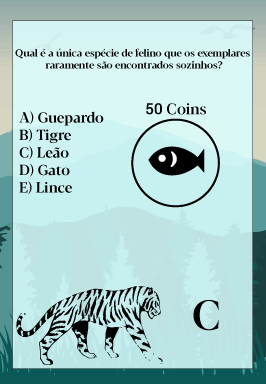 Qual é a única espécie de felino que os exemplares
raramente são encontrados sozinhos?
A) Guepardo
B) Tigre
C) Leão
D) Gato
E) Lince
50 Coins
C